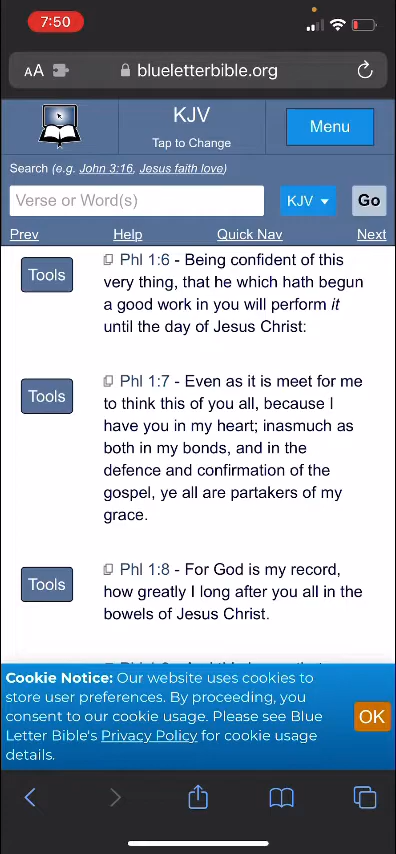 7:50
AA blueletterbible.org
KJV
Tap to Change
Menu
Search (e.g. John 3:16, Jesus faith love)
Verse or Word(s)
KJV
Go
Prev Help Quick Nav Next
Tools
Phl 1:6 - Being confident of this
very thing, that he which hath begun
a good work in you will perform it
until the day of Jesus Christ:
Tools
Phl 1:7 - Even as it is meet for me
to think this of you all, because I
have you in my heart; inasmuch as
both in my bonds, and in the
defence and confirmation of the
gospel, ye all are partakers of my
grace.
Tools
Phl 1:8 - For God is my record,
how greatly I long after you all in the
bowels of Jesus Christ.
Cookie Notice: Our website uses cookies to
store user preferences. By proceeding, you
consent to our cookie usage. Please see Blue
Letter Bible's Privacy Policy for cookie usage
details.
OK